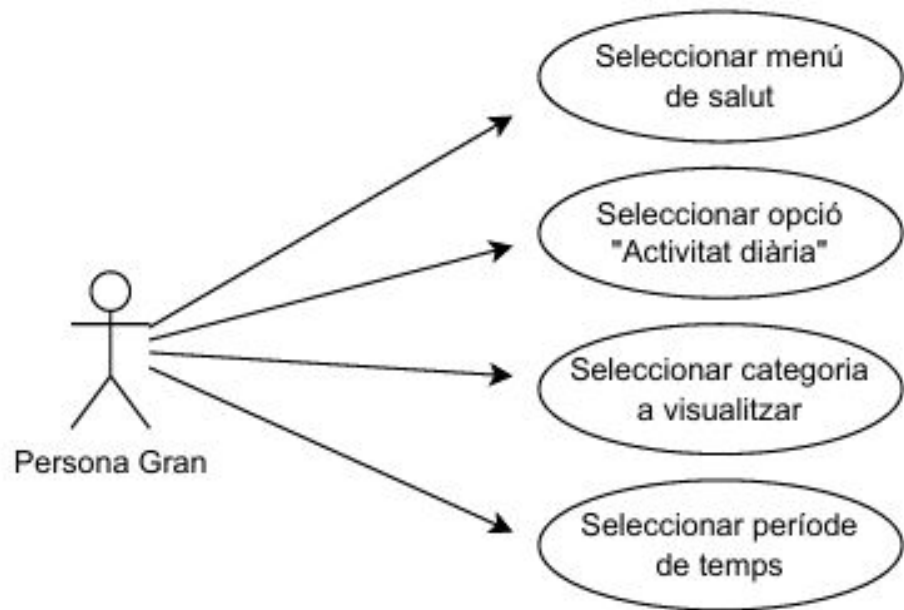 Seleccionar menú
de salut
Seleccionar opció
"Activitat diària"
Seleccionar categoria
a visualitzar
Persona Gran
Seleccionar període
de temps